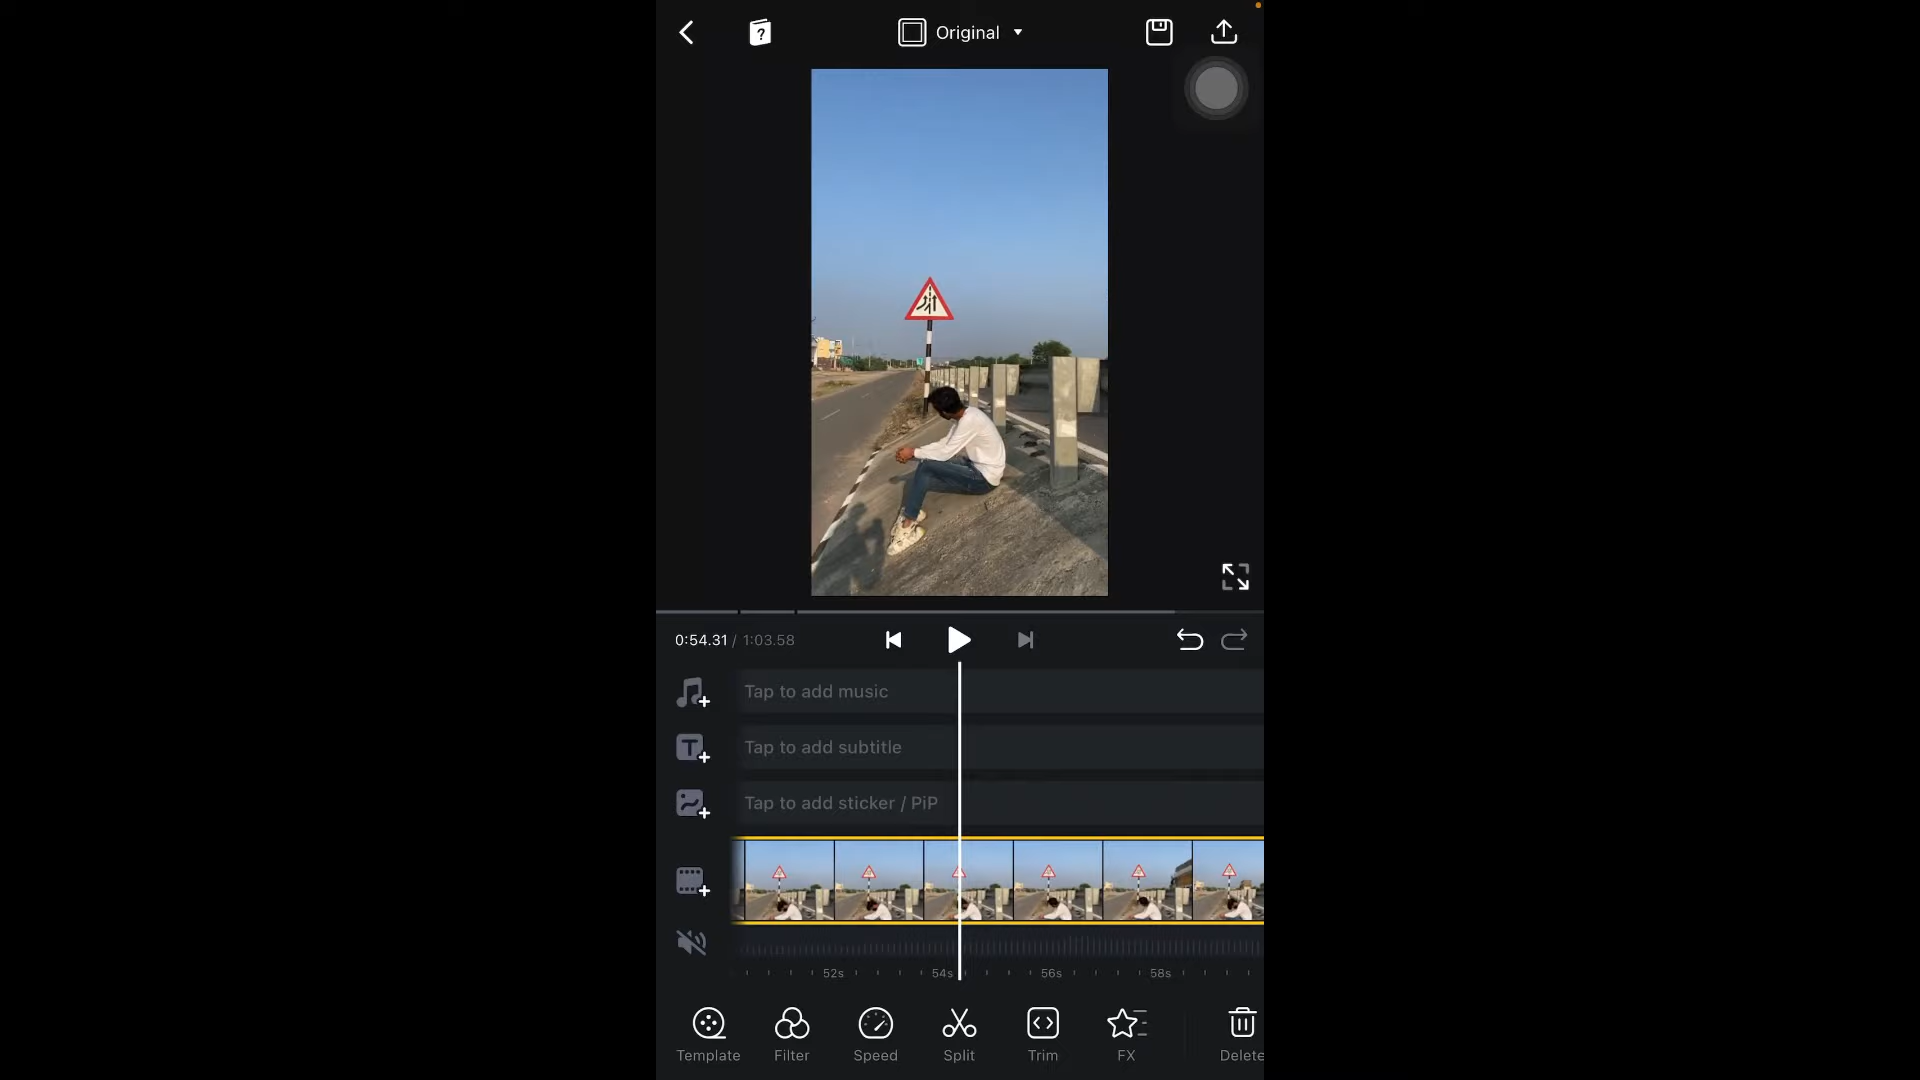 Original
0:54.31 / 1:03.58
Tap to add music
Tap to add subtitle
Tap to add sticker / PiP
52s 54s 56s 58s
Template Filter Speed Split Trim FX Delete